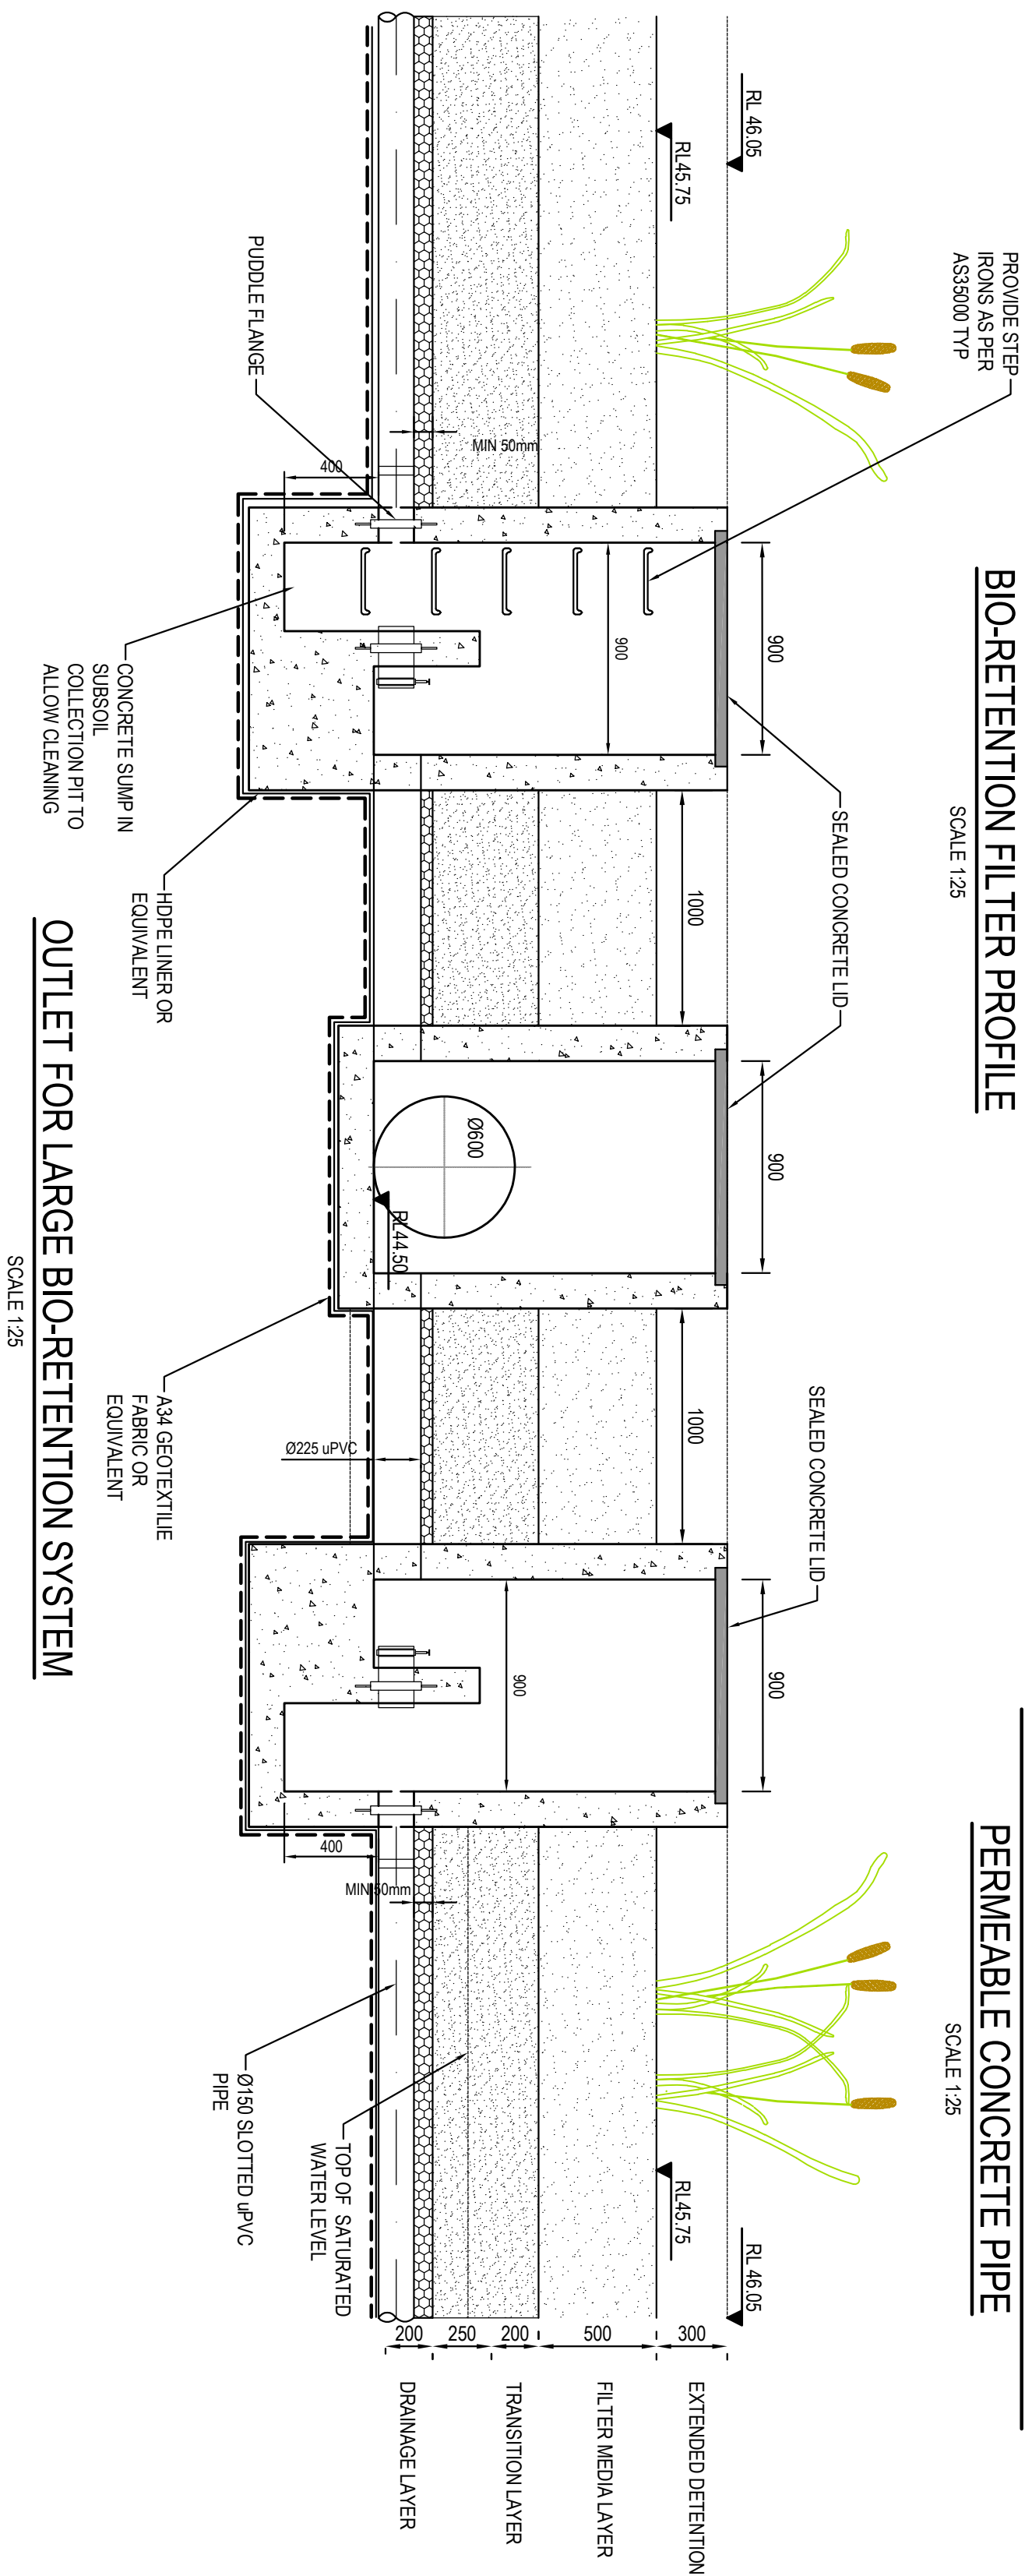 BIO-RETENTION FILTER PROFILE
SCALE 1:25
PERMEABLE CONCRETE PIPE
SCALE 1:25
PROVIDE STEP
IRONS AS PER
AS35000 TYP
SEALED CONCRETE LID
SEALED CONCRETE LID
RL 46.05
RL45.75
900
1000
900
1000
900
RL45.75
RL 46.05
MIN 50mm
900
Ø600
RL44.50
900
Ø225 uPVC
400
400
MIN 50mm
300
500
200
250
200
EXTENDED DETENTION
FILTER MEDIA LAYER
TRANSITION LAYER
DRAINAGE LAYER
PUDDLE FLANGE
CONCRETE SUMP IN
SUBSOIL
COLLECTION PIT TO
ALLOW CLEANING
HDPE LINER OR
EQUIVALENT
A34 GEOTEXTILIE
FABRIC OR
EQUIVALENT
TOP OF SATURATED
WATER LEVEL
Ø150 SLOTTED uPVC
PIPE
OUTLET FOR LARGE BIO-RETENTION SYSTEM
SCALE 1:25